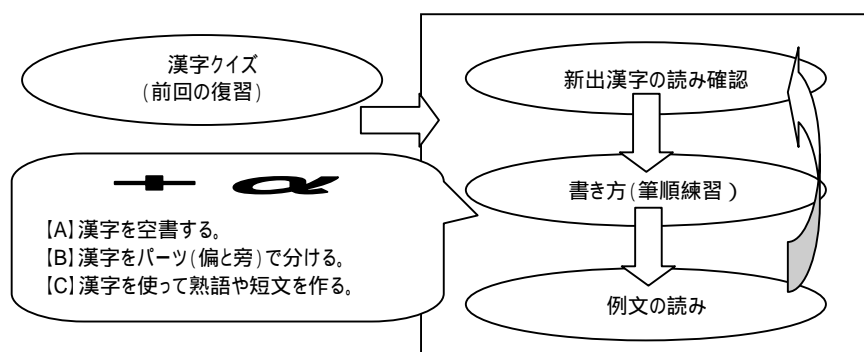 漢字クイズ
(前回の復習)
新出漢字の読み確認
書き方(筆順練習)
+α
【A】漢字を空書する。
【B】漢字をパーツ(偏と旁)で分ける。
【C】漢字を使って熟語や短文を作る。
例文の読み